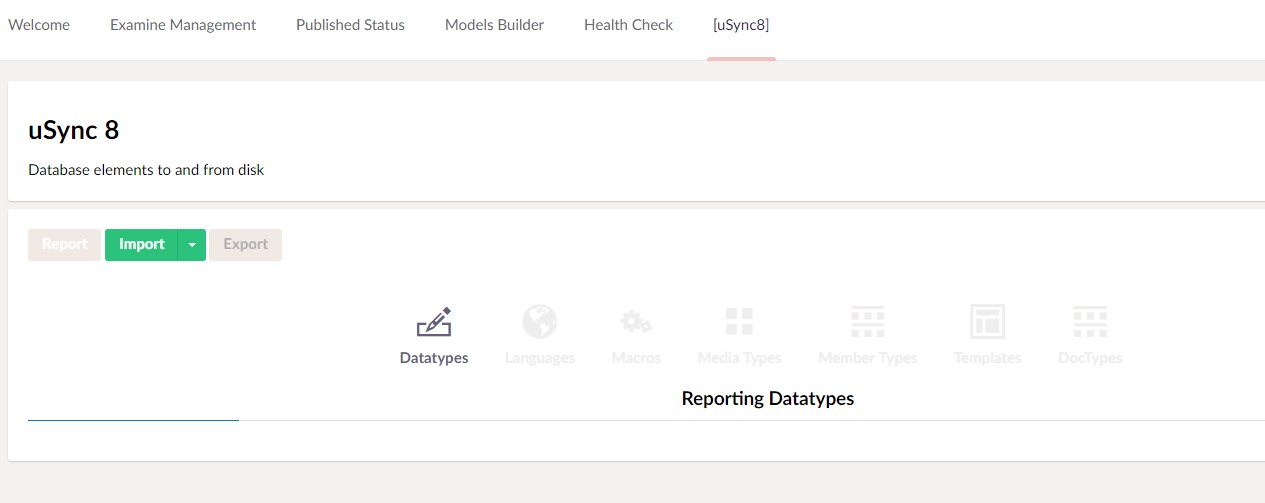 Welcome Examine Management Published Status Models Builder Health Check [uSync8]
uSync 8
Database elements to and from disk
Report Import Export
Datatypes Languages Macros Media Types Member Types Templates DocTypes
Reporting Datatypes